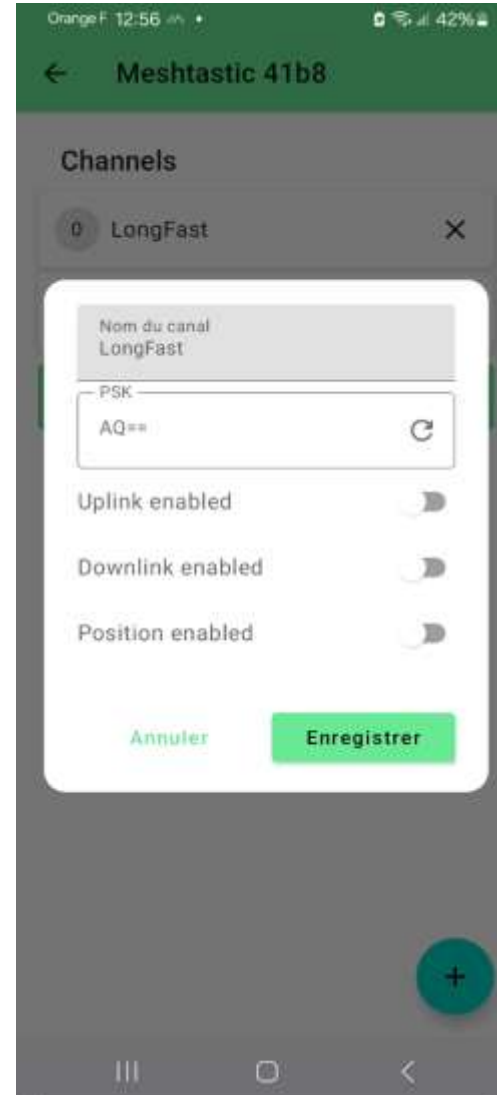 Orange F 12:56
42%
Meshtastic 41b8
Channels
0 LongFast
Nom du canal
LongFast
PSK
AQ==
Uplink enabled
Downlink enabled
Position enabled
Annuler Enregistrer